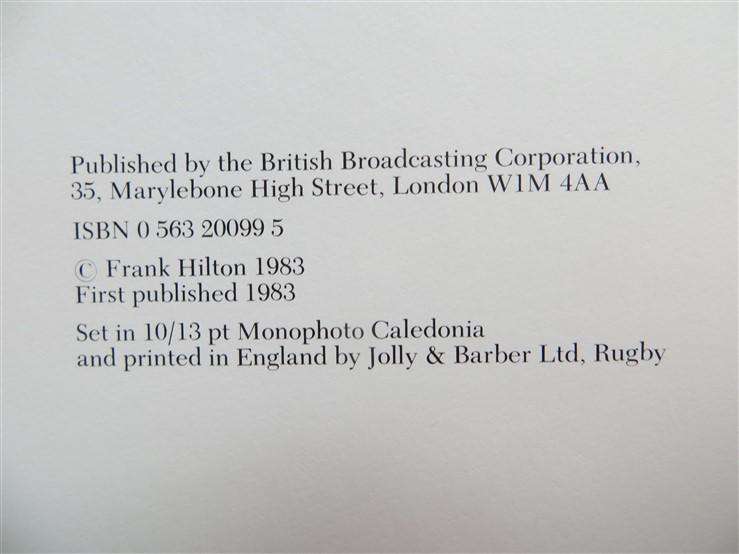 Published by the British Broadcasting Corporation,
35, Marylebone High Street, London W1M 4AA
ISBN 0 563 20099 5
© Frank Hilton 1983
First published 1983
Set in 10/13 pt Monophoto Caledonia
and printed in England by Jolly & Barber Ltd, Rugby